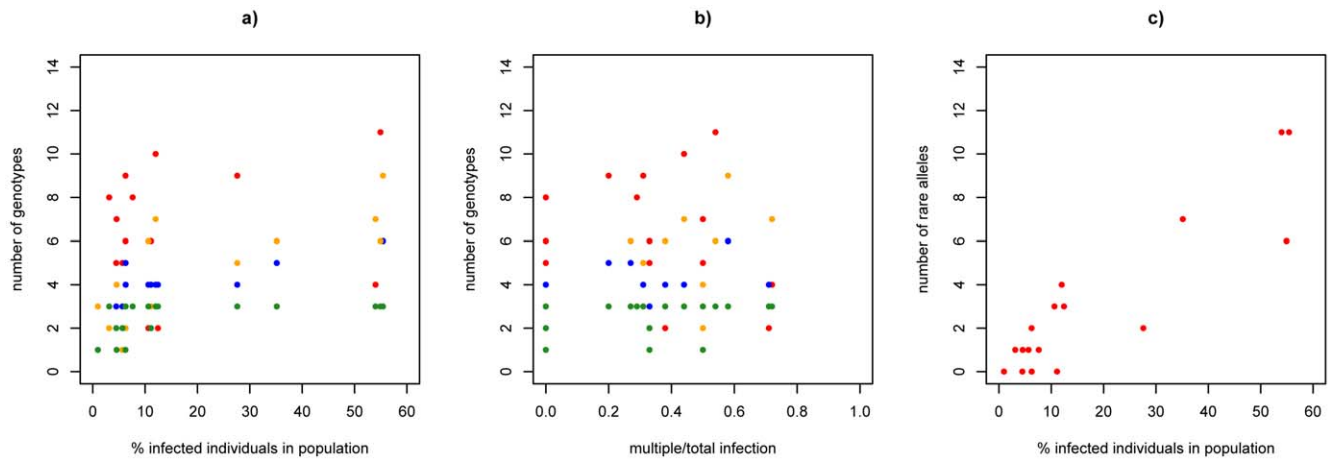 a)
number of genotypes
14
12
10
8
6
4
2
0
0 10 20 30 40 50 60
% infected individuals in population
b)
number of genotypes
14
12
10
8
6
4
2
0
0.0 0.2 0.4 0.6 0.8 1.0
multiple/total infection
c)
number of rare alleles
14
12
10
8
6
4
2
0
0 10 20 30 40 50 60
% infected individuals in population